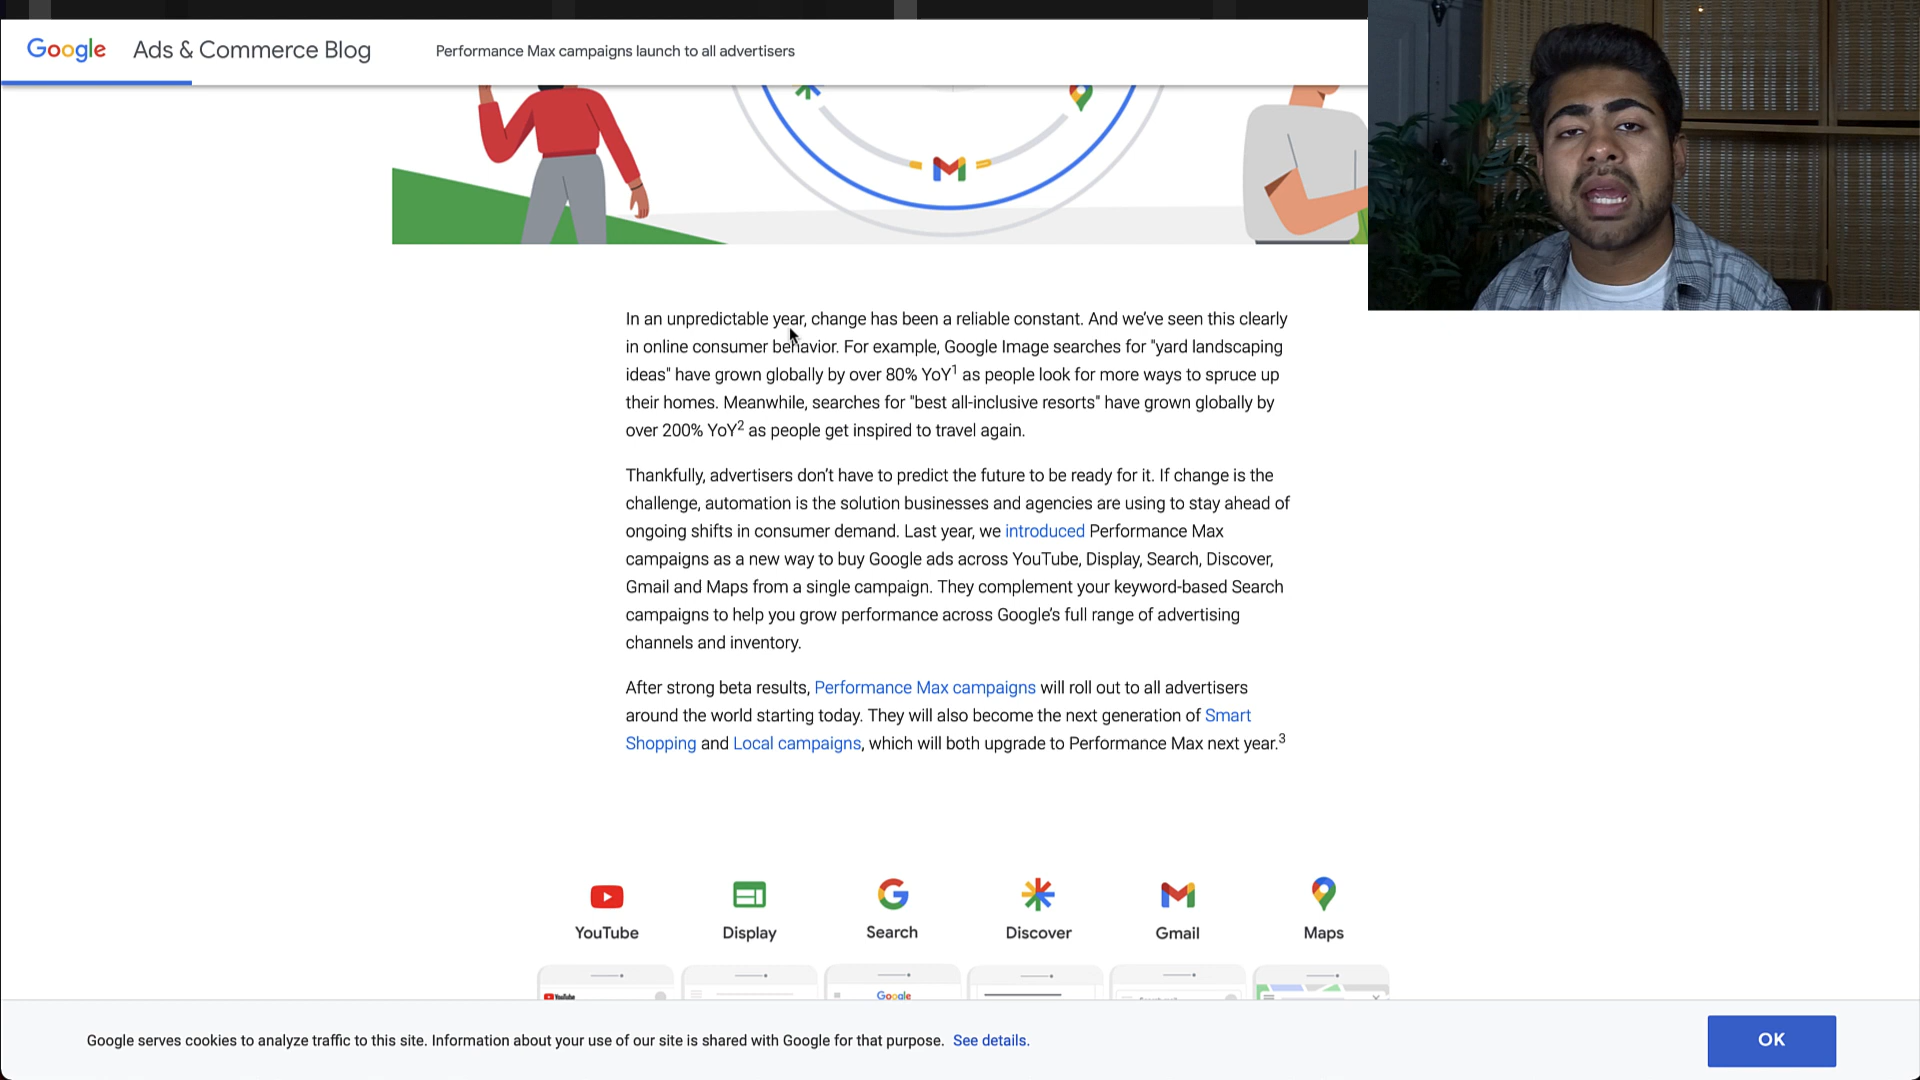 Google Ads & Commerce Blog Performance Max campaigns launch to all advertisers
In an unpredictable year, change has been a reliable constant. And we've seen this clearly
in online consumer behavior. For example, Google Image searches for "yard landscaping
ideas" have grown globally by over 80% YoY1 as people look for more ways to spruce up
their homes. Meanwhile, searches for "best all-inclusive resorts" have grown globally by
over 200% YoY2 as people get inspired to travel again.
Thankfully, advertisers don't have to predict the future to be ready for it. If change is the
challenge, automation is the solution businesses and agencies are using to stay ahead of
ongoing shifts in consumer demand. Last year, we introduced Performance Max
campaigns as a new way to buy Google ads across YouTube, Display, Search, Discover,
Gmail and Maps from a single campaign. They complement your keyword-based Search
campaigns to help you grow performance across Google's full range of advertising
channels and inventory.
After strong beta results, Performance Max campaigns will roll out to all advertisers
around the world starting today. They will also become the next generation of Smart
Shopping and Local campaigns, which will both upgrade to Performance Max next year.3
YouTube Display Search Discover Gmail Maps
YouTube Google
Google serves cookies to analyze traffic to this site. Information about your use of our site is shared with Google for that purpose. See details. OK